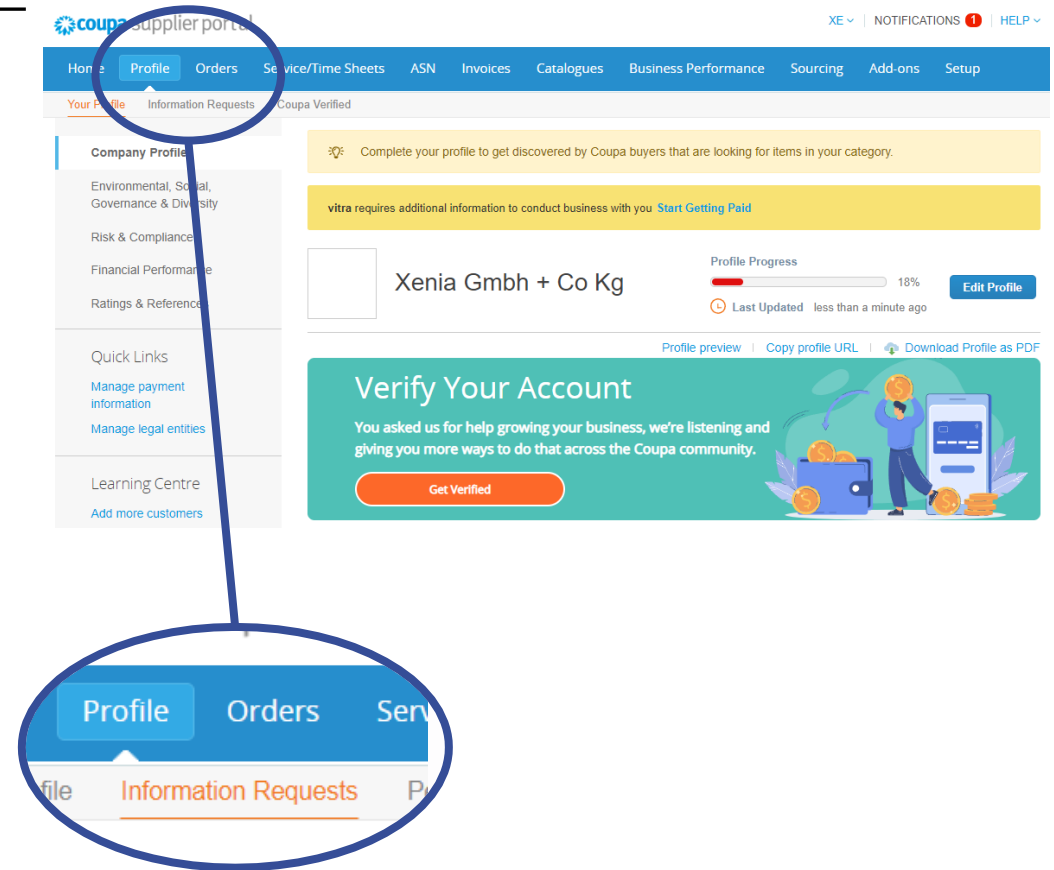 coupa supplier portal
XE NOTIFICATIONS 1 HELP
Home Profile Orders Service/Time Sheets ASN Invoices Catalogues Business Performance Sourcing Add-ons Setup
Your Profile Information Requests Coupa Verified
Company Profile
Environmental, Social,
Governance & Diversity
Risk & Compliance
Financial Performance
Ratings & References
Quick Links
Manage payment
information
Manage legal entities
Learning Centre
Add more customers
Complete your profile to get discovered by Coupa buyers that are looking for items in your category.
vitra requires additional information to conduct business with you Start Getting Paid
Xenia Gmbh + Co Kg
Profile Progress
18%
Last Updated less than a minute ago
Edit Profile
Profile preview Copy profile URL Download Profile as PDF
Verify Your Account
You asked us for help growing your business, we're listening and
giving you more ways to do that across the Coupa community.
Get Verified
Profile Orders Serv
file Information Requests